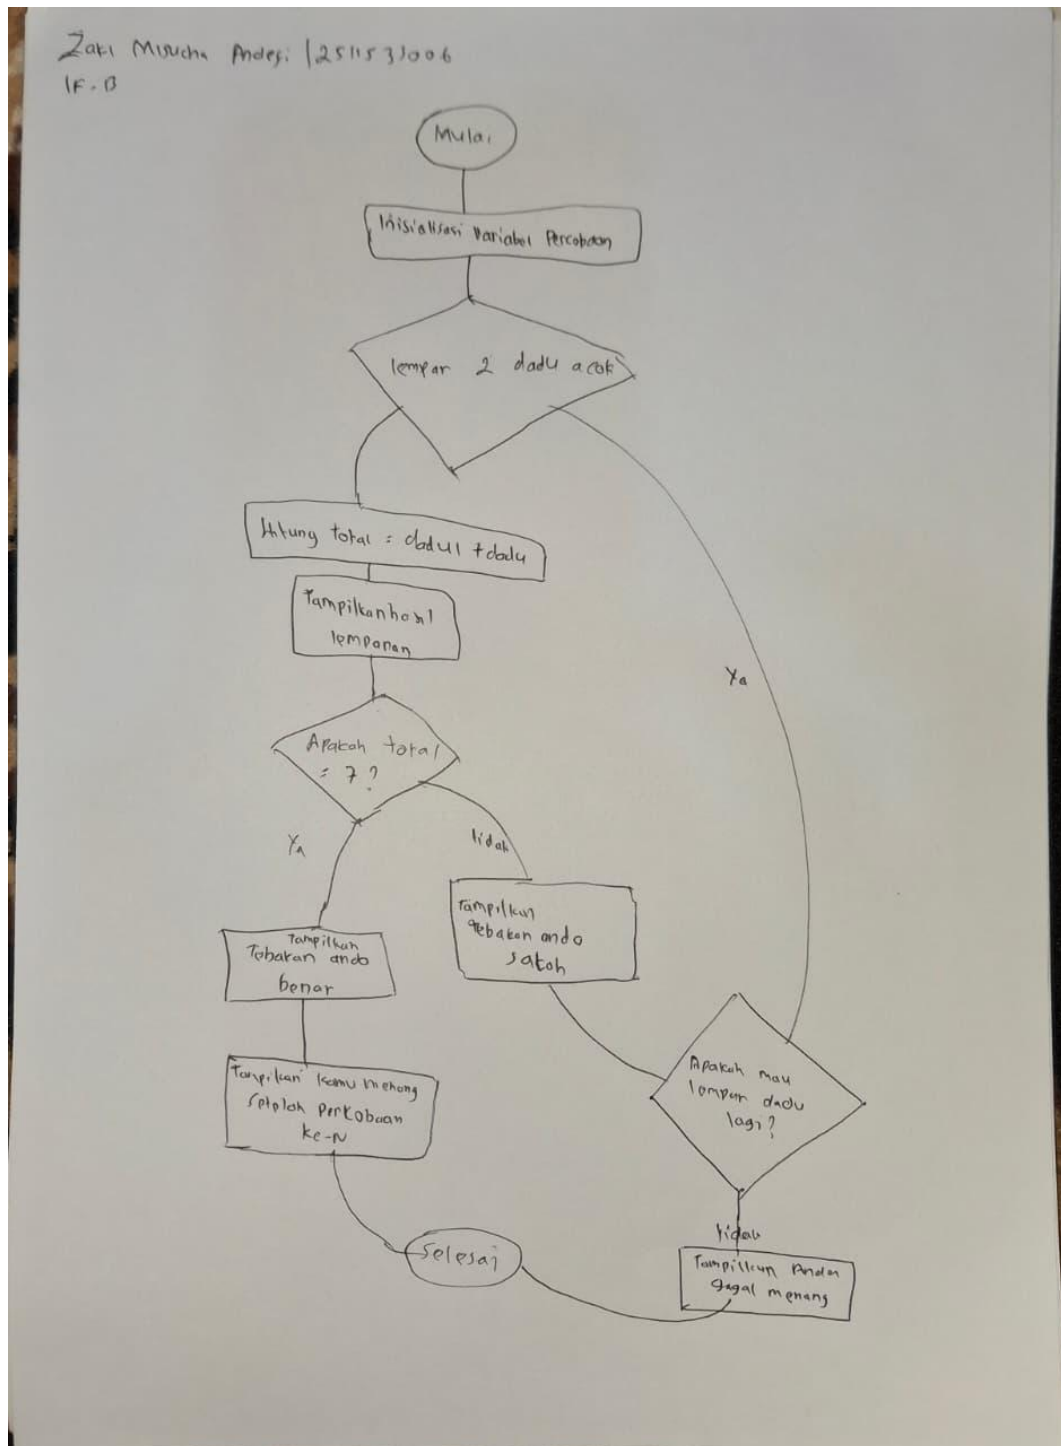 Zaki Mirucha Andesi | 2511533006
IF-B
Mulai
Inisialisasi Variabel Percobaan
lempar 2 dadu acak
Hitung total = dadu1 + dadu
Tampilkan hasil
lemparan
Apakah total
= 7 ?
Ya
tidak
Ya
Tampilkan
Tebakan anda
benar
Tampilkan
tebakan anda
salah
Tampilkan kamu menang
setelah percobaan
ke-N
Apakah mau
lempar dadu
lagi?
tidak
Tampilkan Anda
gagal menang
Selesai